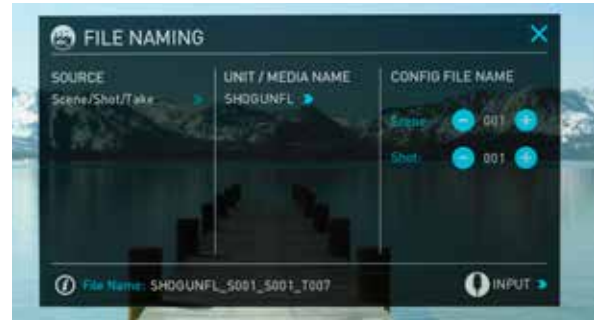 FILE NAMING
SOURCE
Scene/Shot/Take
UNIT / MEDIA NAME
SHOGUNFL
CONFIG FILE NAME
Scene: 001
Shot: 001
File Name: SHOGUNFL_S001_S001_T007
INPUT